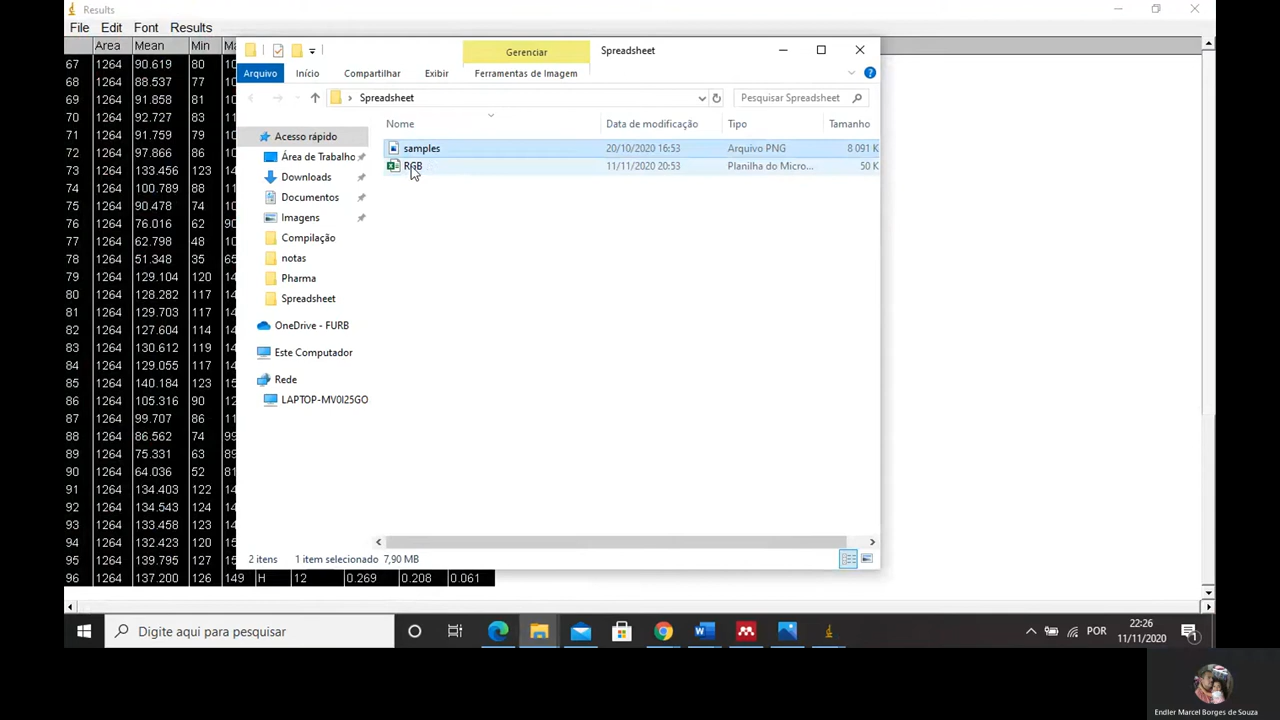 Results
File Edit Font Results
Area Mean Min
67 1264 90.619 80
68 1264 88.537 77
69 1264 91.858 81
70 1264 92.727 83
71 1264 91.759 79
72 1264 97.866 86
73 1264 133.456
74 1264 100.789 88
75 1264 90.478 74
76 1264 76.016 62
77 1264 62.798 48
78 1264 51.348 35
79 1264 129.104 120
80 1264 128.282 117
81 1264 129.703 117
82 1264 127.604 114
83 1264 130.612 119
84 1264 129.055 117
85 1264 140.184 123
86 1264 105.316 90
87 1264 99.707 86
88 1264 86.562 74
89 1264 75.331 63
90 1264 64.036 52
91 1264 134.403 122
92 1264 134.543 124
93 1264 133.458 123
94 1264 132.423 120
95 1264 139.795 127
96 1264 137.200 126 149 H 12 0.269 0.208 0.061
Gerenciar Spreadsheet
Arquivo Início Compartilhar Exibir Ferramentas de Imagem
Spreadsheet Pesquisar Spreadsheet
Nome Data de modificação Tipo Tamanho
samples 20/10/2020 16:53 Arquivo PNG 8 091 K
RGB 11/11/2020 20:53 Planilha do Micro... 50 K
Acesso rápido
Área de Trabalho
Downloads
Documentos
Imagens
Compilação
notas
Pharma
Spreadsheet
OneDrive - FURB
Este Computador
Rede
LAPTOP-MV0I25GO
2 itens 1 item selecionado 7,90 MB
Digite aqui para pesquisar
POR
22:26
11/11/2020
1
Endler Marcel Borges de Souza